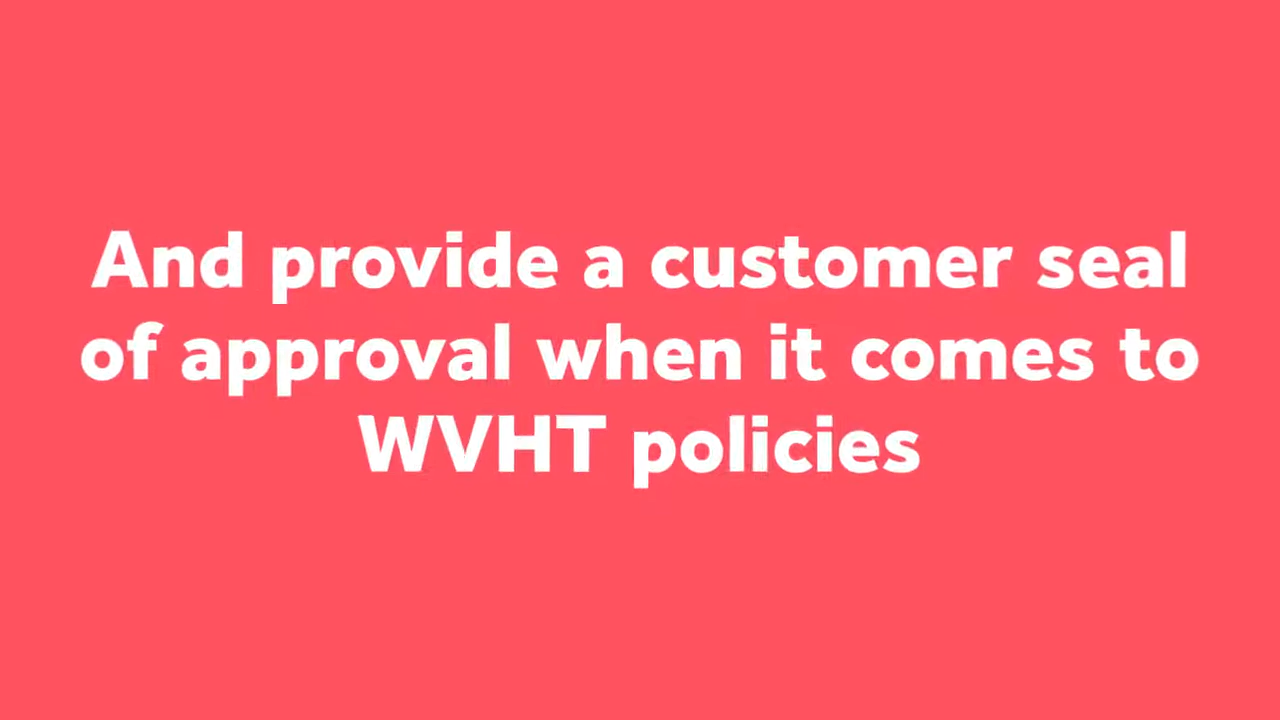 And provide a customer seal
of approval when it comes to
WVHT policies